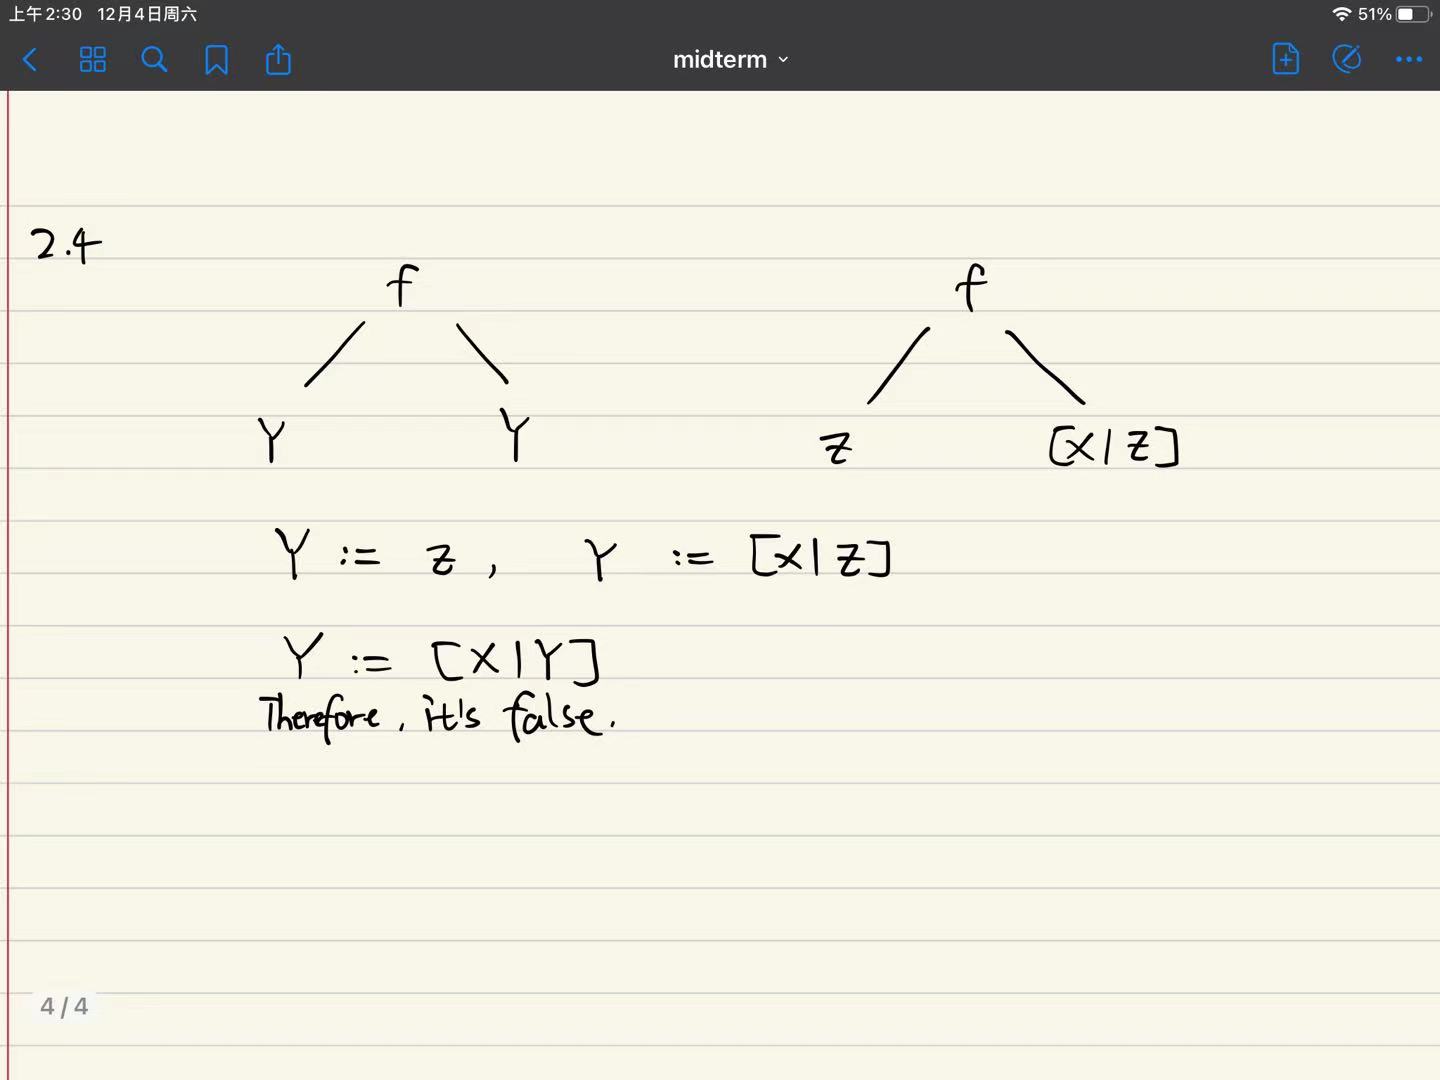 上午2:30 12月4日周六 51%
midterm
2.4
f f
Y Y Z [X|Z]
Y := Z, Y := [X|Z]
Y := [X|Y]
Therefore, it's false.
4/4